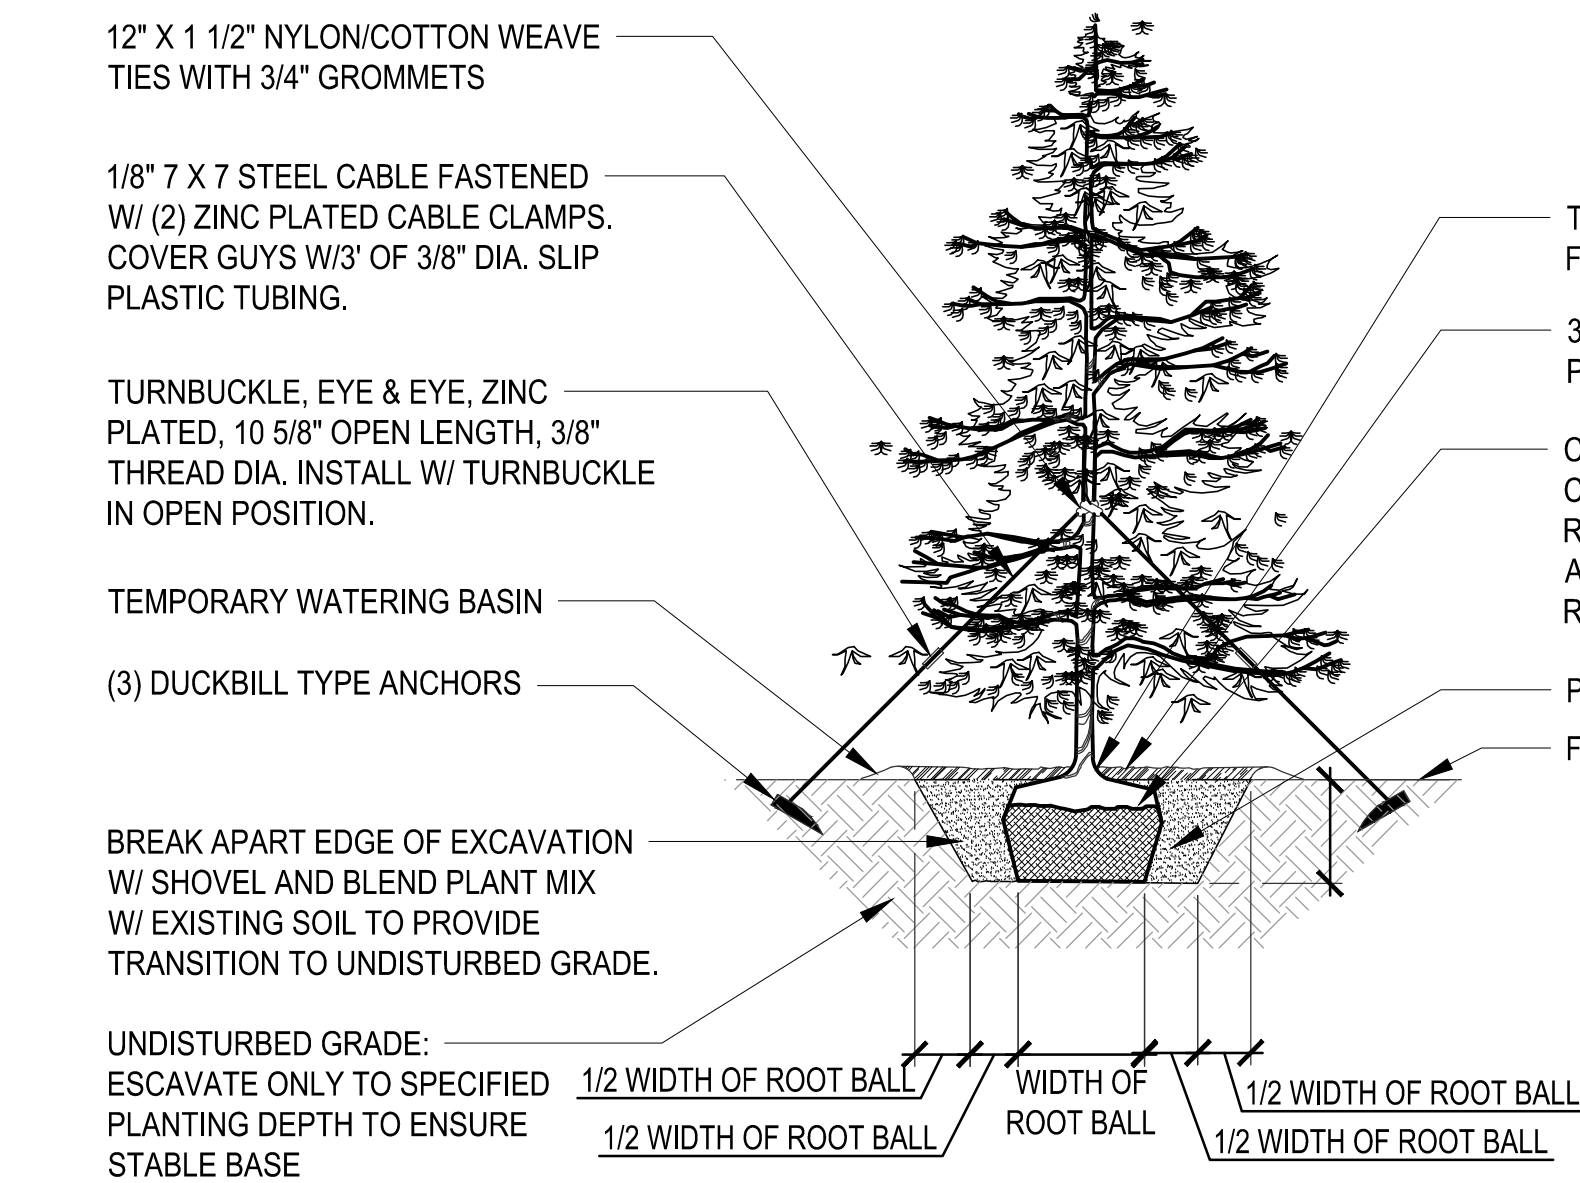 12" X 1 1/2" NYLON/COTTON WEAVE
TIES WITH 3/4" GROMMETS
1/8" 7 X 7 STEEL CABLE FASTENED
W/ (2) ZINC PLATED CABLE CLAMPS.
COVER GUYS W/3' OF 3/8" DIA. SLIP
PLASTIC TUBING.
TURNBUCKLE, EYE & EYE, ZINC
PLATED, 10 5/8" OPEN LENGTH, 3/8"
THREAD DIA. INSTALL W/ TURNBUCKLE
IN OPEN POSITION.
TEMPORARY WATERING BASIN
(3) DUCKBILL TYPE ANCHORS
BREAK APART EDGE OF EXCAVATION
W/ SHOVEL AND BLEND PLANT MIX
W/ EXISTING SOIL TO PROVIDE
TRANSITION TO UNDISTURBED GRADE.
UNDISTURBED GRADE:
ESCAVATE ONLY TO SPECIFIED
PLANTING DEPTH TO ENSURE
STABLE BASE
1/2 WIDTH OF ROOT BALL
1/2 WIDTH OF ROOT BALL
WIDTH OF
ROOT BALL
1/2 WIDTH OF ROOT BALL
1/2 WIDTH OF ROOT BALL